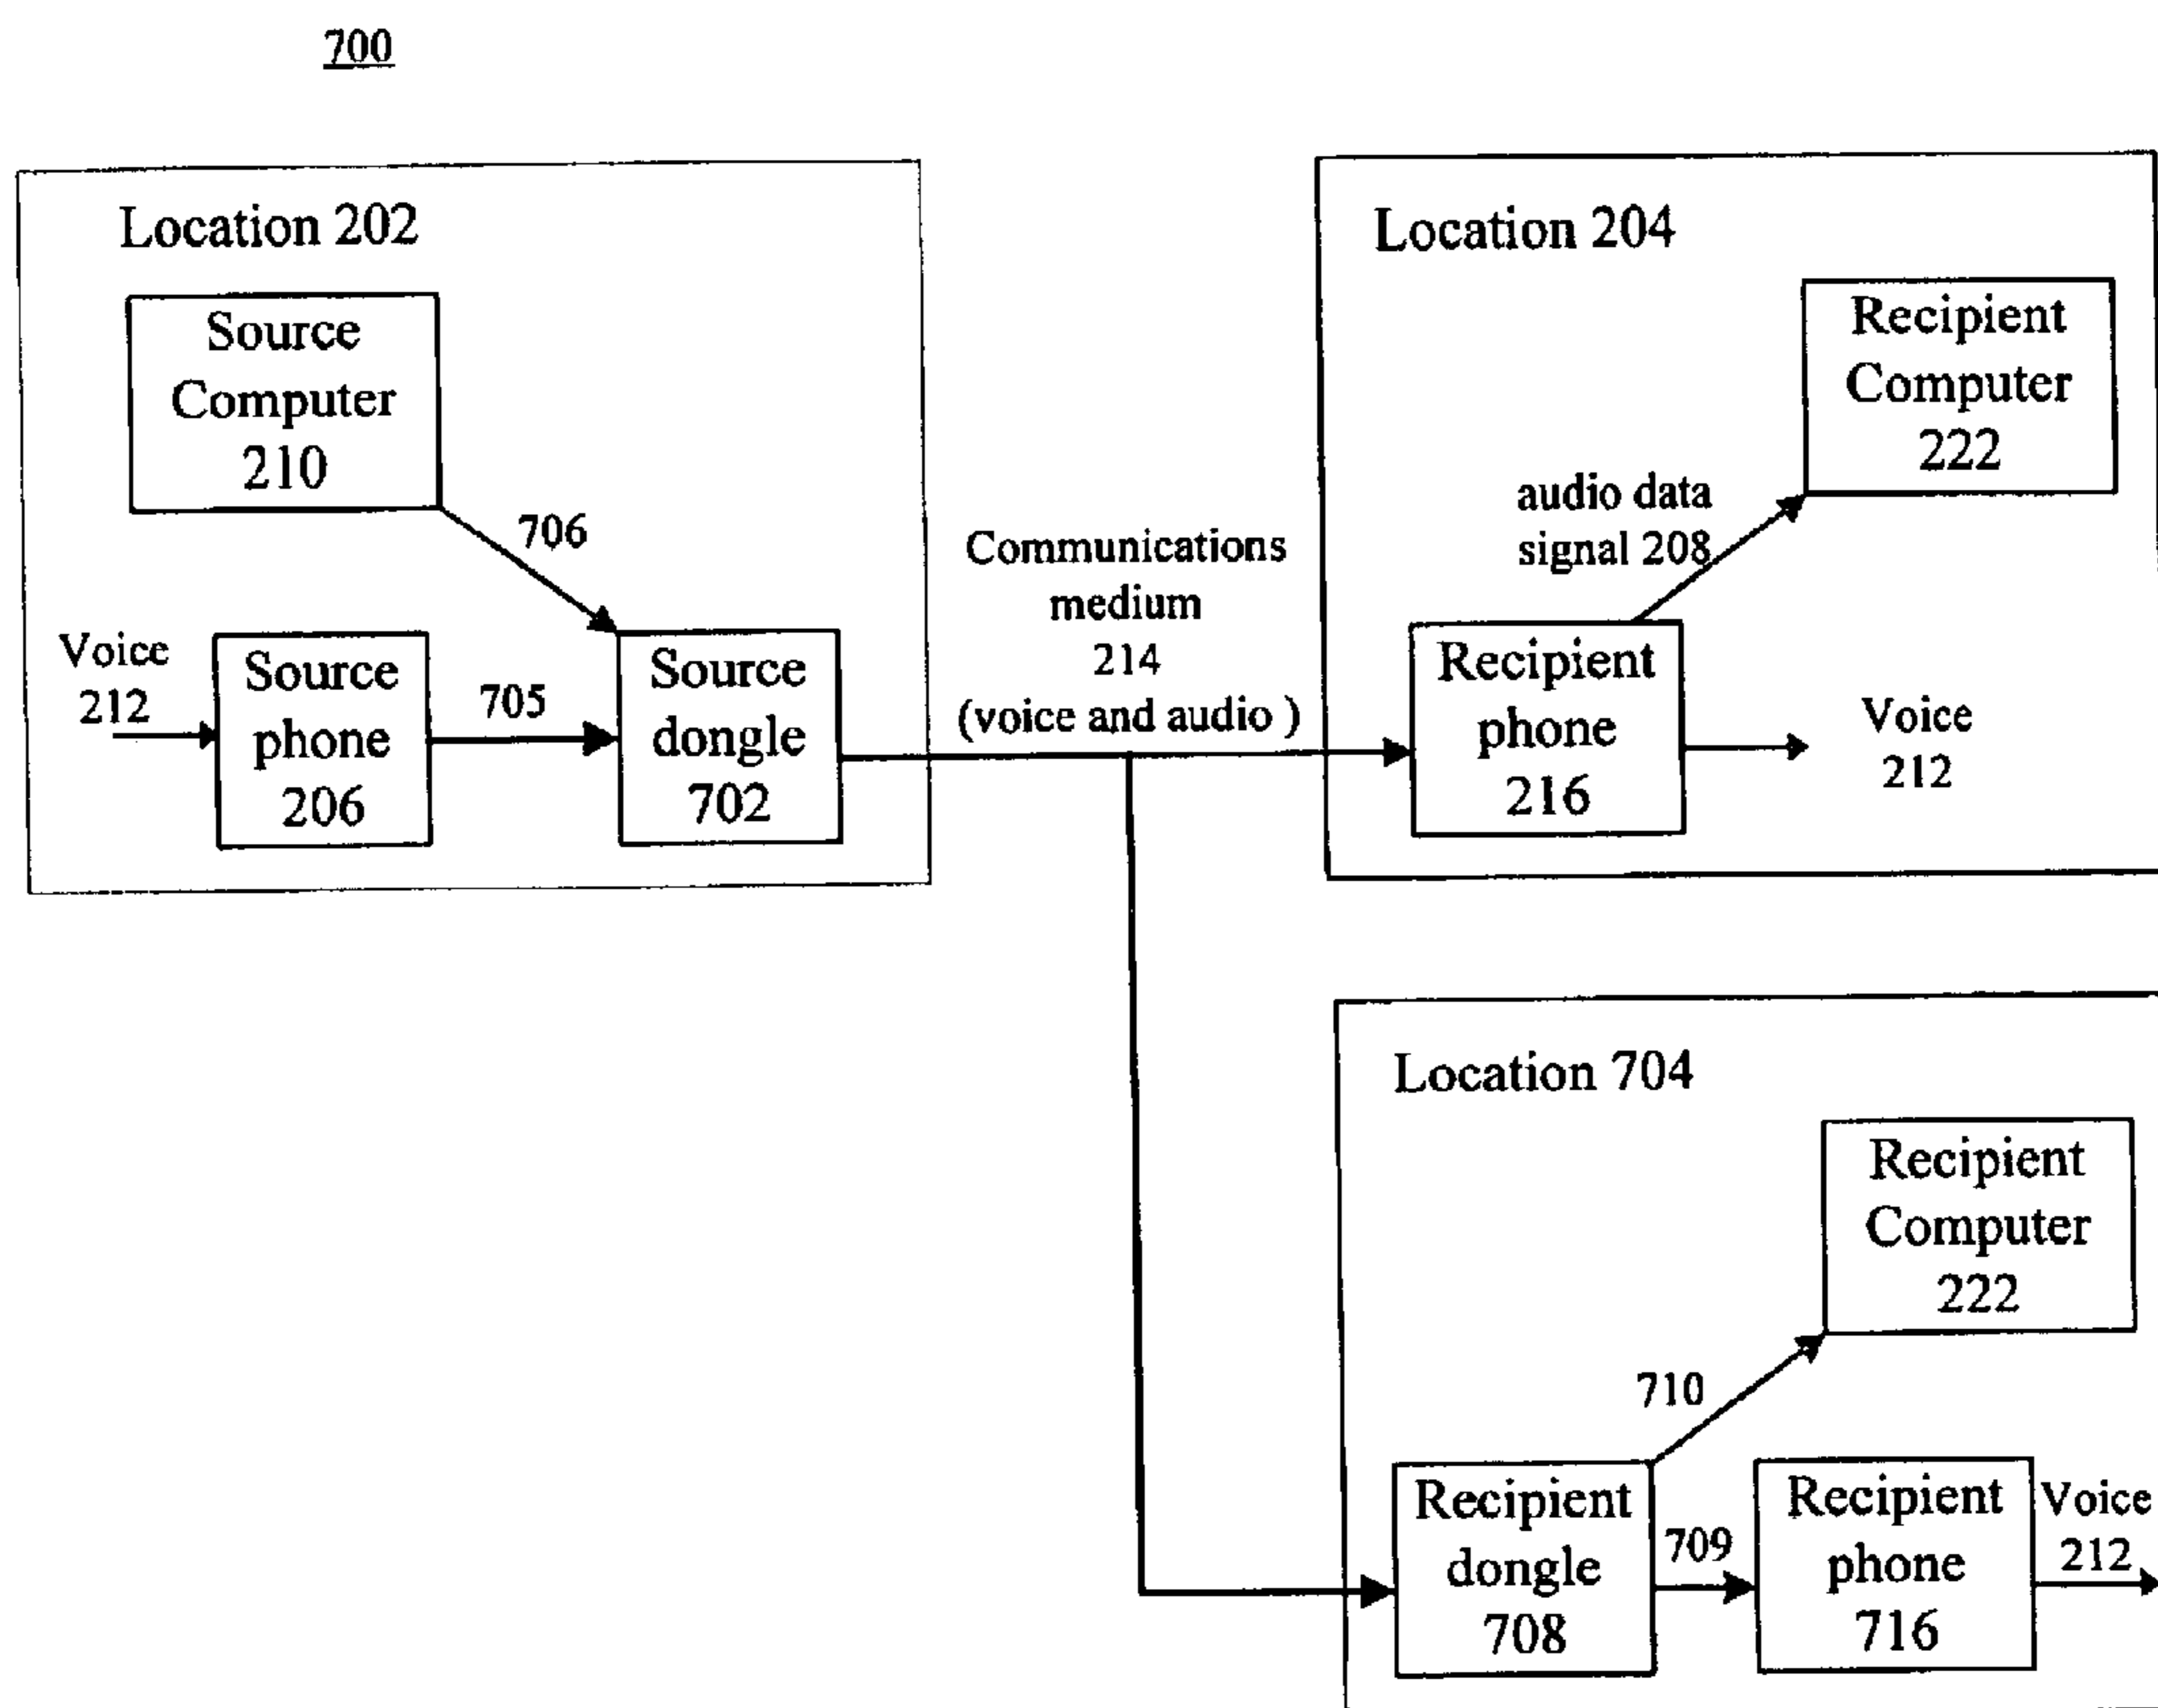 700
Location 202
Source
Computer
210
706
Voice
212
Source
phone
206
705
Source
dongle
702
Communications
medium
214
(voice and audio )
Location 204
Recipient
Computer
222
audio data
signal 208
Recipient
phone
216
Voice
212
Location 704
Recipient
Computer
222
710
Recipient
dongle
708
709
Recipient
phone
716
Voice
212